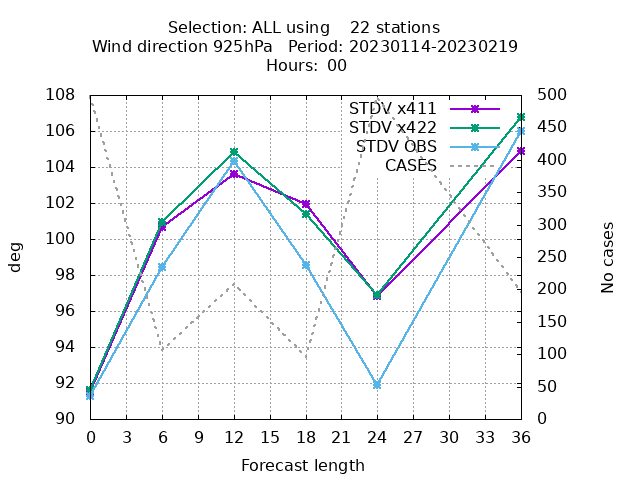 Selection: ALL using    22 stations
Wind direction 925hPa   Period: 20230114-20230219
Hours: 00
STDV x411
STDV x422
STDV OBS
CASES
108
106
104
102
100
98
96
94
92
90
500
450
400
350
300
250
200
150
100
50
0
deg
No cases
0 3 6 9 12 15 18 21 24 27 30 33 36
Forecast length